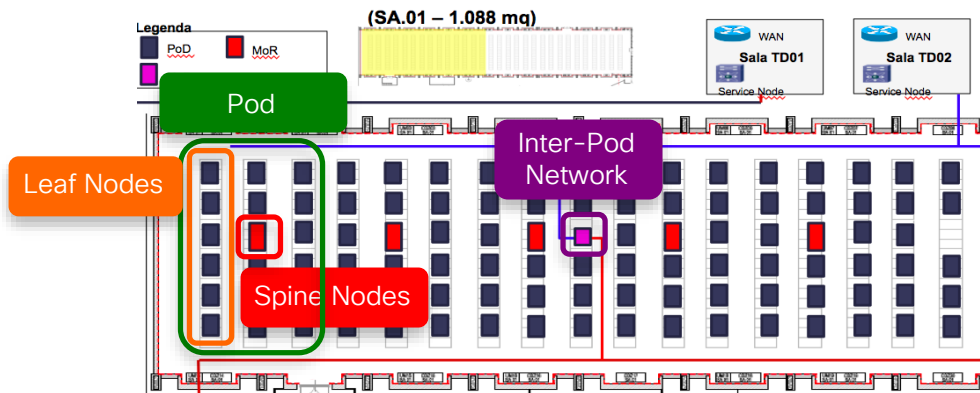 (SA.01 – 1.088 mq)
Legenda
PoD
MoR
WAN
Sala TD01
Service Node
WAN
Sala TD02
Service Node
Pod
Inter-Pod
Network
Leaf Nodes
Spine Nodes